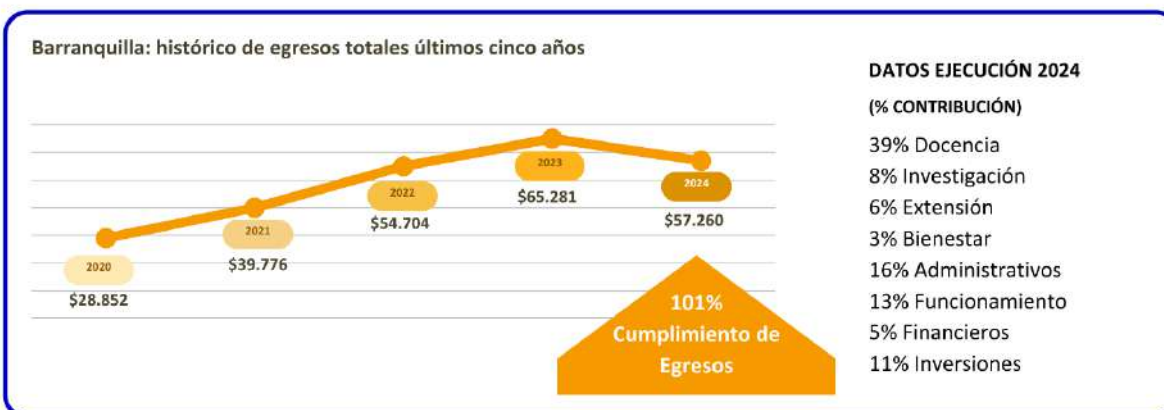 Barranquilla: histórico de egresos totales últimos cinco años
2020
$28.852
2021
$39.776
2022
$54.704
2023
$65.281
2024
$57.260
101%
Cumplimiento de
Egresos
DATOS EJECUCIÓN 2024
(% CONTRIBUCIÓN)
39% Docencia
8% Investigación
6% Extensión
3% Bienestar
16% Administrativos
13% Funcionamiento
5% Financieros
11% Inversiones